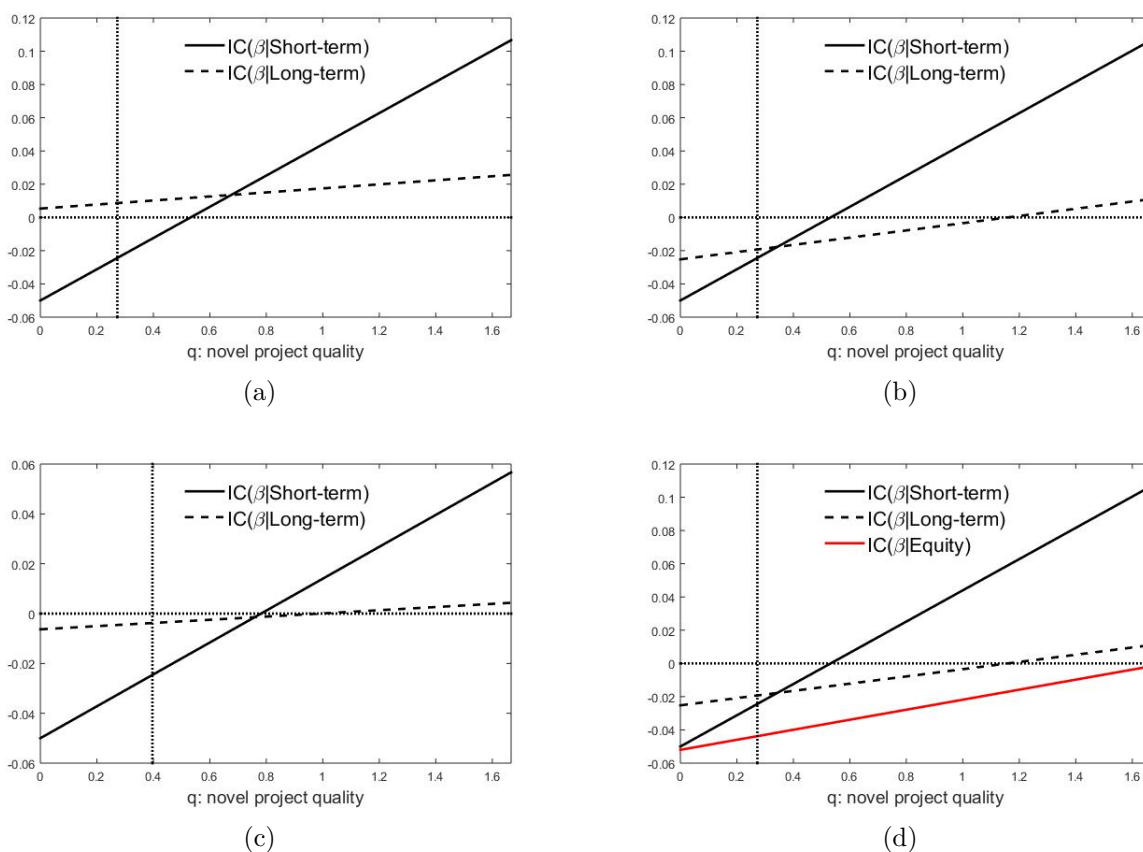 0.12
0.1
0.08
0.06
0.04
0.02
0
-0.02
-0.04
-0.06
IC(β|Short-term)
IC(β|Long-term)
0 0.2 0.4 0.6 0.8 1 1.2 1.4 1.6
q: novel project quality
(a)
0.12
0.1
0.08
0.06
0.04
0.02
0
-0.02
-0.04
-0.06
IC(β|Short-term)
IC(β|Long-term)
0 0.2 0.4 0.6 0.8 1 1.2 1.4 1.6
q: novel project quality
(b)
0.06
0.04
0.02
0
-0.02
-0.04
-0.06
IC(β|Short-term)
IC(β|Long-term)
0 0.2 0.4 0.6 0.8 1 1.2 1.4 1.6
q: novel project quality
(c)
0.12
0.1
0.08
0.06
0.04
0.02
0
-0.02
-0.04
-0.06
IC(β|Short-term)
IC(β|Long-term)
IC(β|Equity)
0 0.2 0.4 0.6 0.8 1 1.2 1.4 1.6
q: novel project quality
(d)